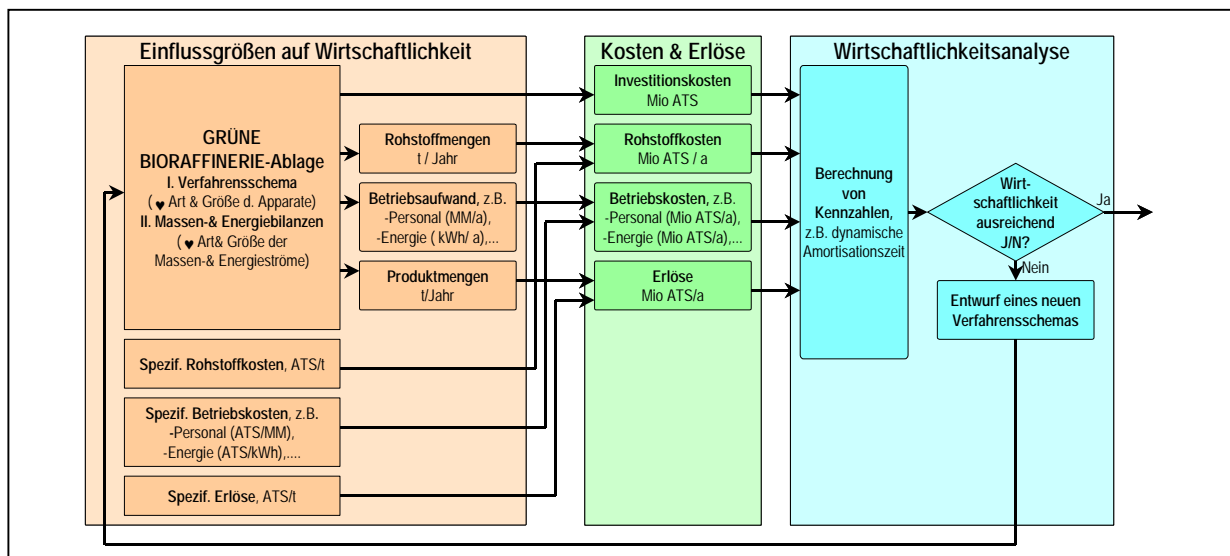 Einflussgrößen auf Wirtschaftlichkeit
GRÜNE
BIORAFFINERIE-Ablage
I. Verfahrensschema
( ♥ Art & Größe d. Apparate)
II. Massen-& Energiebilanzen
( ♥ Art& Größe der
Massen-& Energieströme)
Rohstoffmengen
t / Jahr
Betriebsaufwand, z.B.
-Personal (MM/a),
-Energie ( kWh/ a),...
Produktmengen
t/Jahr
Spezif. Rohstoffkosten, ATS/t
Spezif. Betriebskosten, z.B.
-Personal (ATS/MM),
-Energie (ATS/kWh),....
Spezif. Erlöse, ATS/t
Kosten & Erlöse
Investitionskosten
Mio ATS
Rohstoffkosten
Mio ATS / a
Betriebskosten, z.B.
-Personal (Mio ATS/a),
-Energie (Mio ATS/a),...
Erlöse
Mio ATS/a
Wirtschaftlichkeitsanalyse
Berechnung
von
Kennzahlen,
z.B. dynamische
Amortisationszeit
Wirt-
schaftlichkeit
ausreichend
J/N?
Ja
Nein
Entwurf eines neuen
Verfahrensschemas